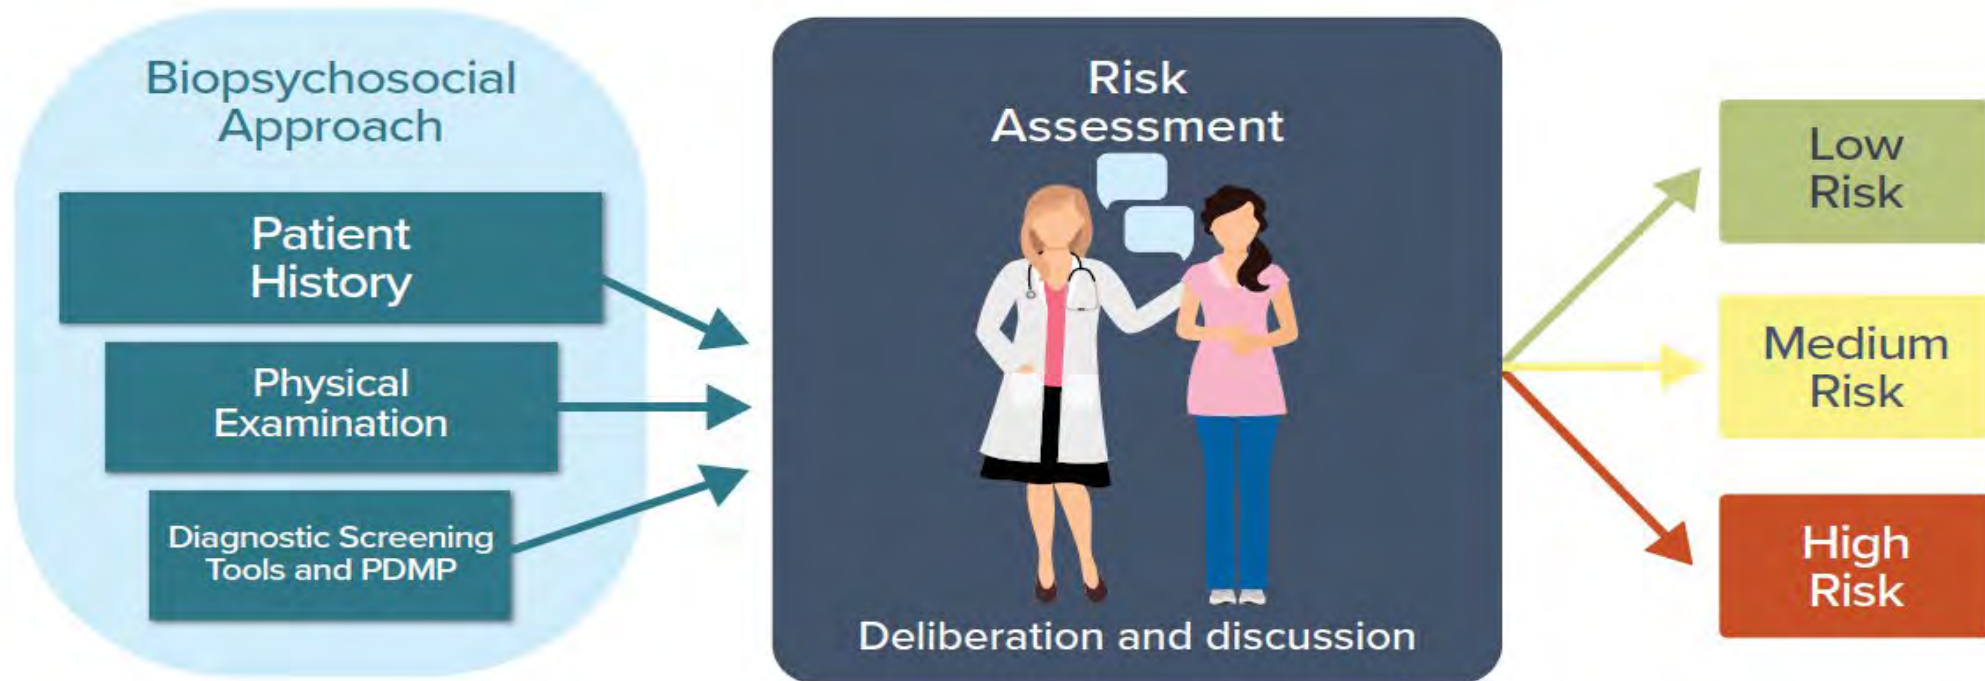 Biopsychosocial
Approach
Patient
History
Physical
Examination
Diagnostic Screening
Tools and PDMP
Risk
Assessment
Deliberation and discussion
Low
Risk
Medium
Risk
High
Risk